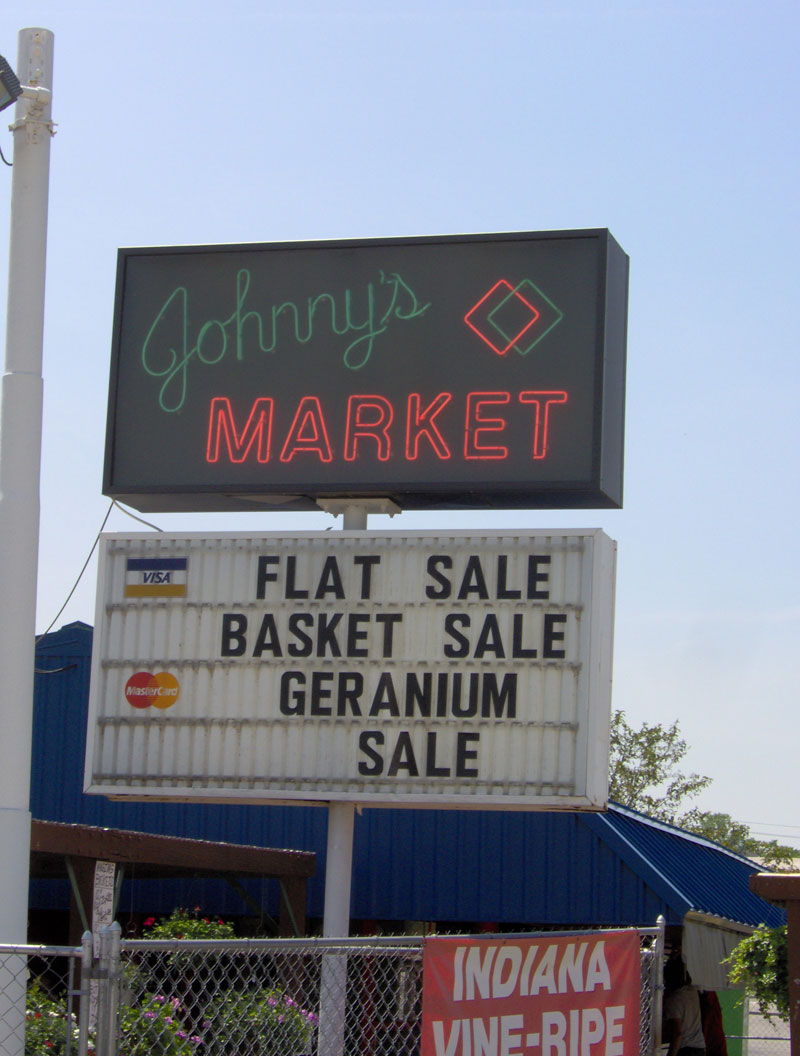 Johnny's
MARKET
VISA
FLAT SALE
BASKET SALE
MasterCard
GERANIUM
SALE
INDIANA
VINE-RIPE